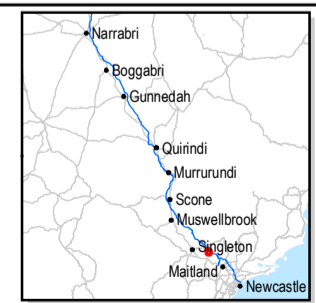 Narrabri
Boggabri
Gunnedah
Quirindi
Murrurundi
Scone
Muswellbrook
Singleton
Maitland
Newcastle